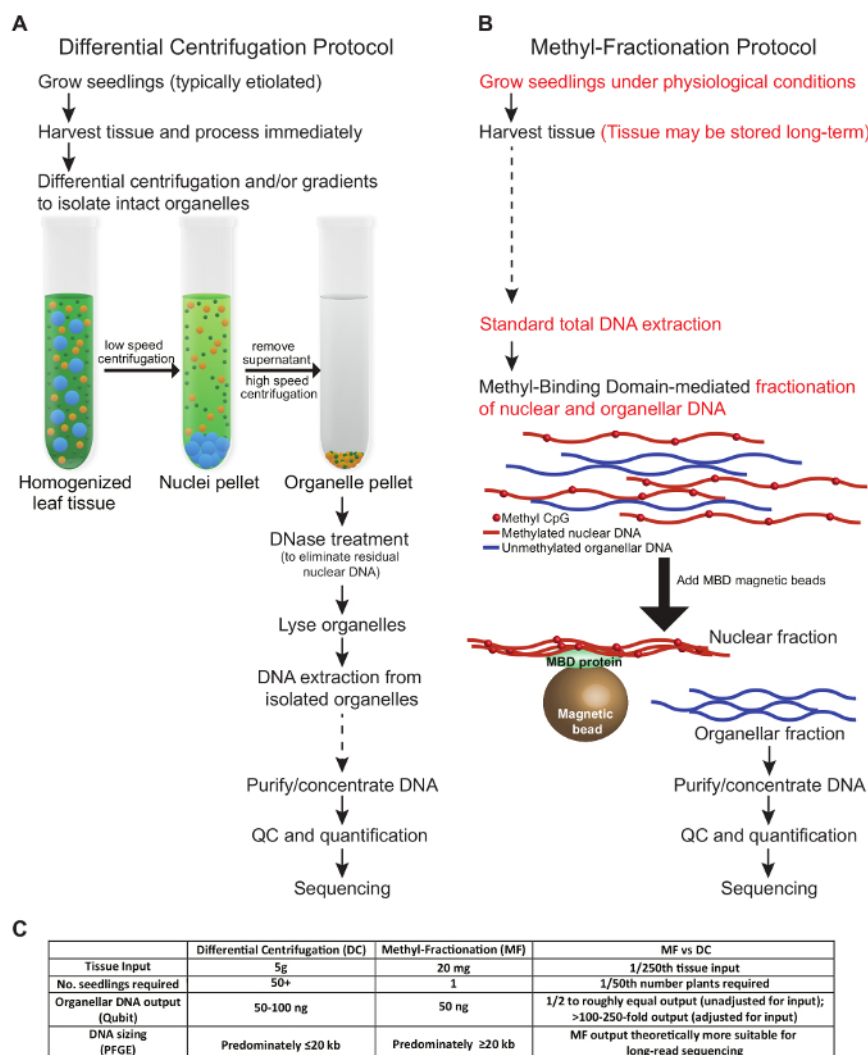 A
Differential Centrifugation Protocol
Grow seedlings (typically etiolated)
Harvest tissue and process immediately
Differential centrifugation and/or gradients
to isolate intact organelles
low speed
centrifugation
remove
supernatant
high speed
centrifugation
Homogenized
leaf tissue
Nuclei pellet
Organelle pellet
DNase treatment
(to eliminate residual
nuclear DNA)
Lyse organelles
DNA extraction from
isolated organelles
Purify/concentrate DNA
QC and quantification
Sequencing
B
Methyl-Fractionation Protocol
Grow seedlings under physiological conditions
Harvest tissue (Tissue may be stored long-term)
Standard total DNA extraction
Methyl-Binding Domain-mediated fractionation
of nuclear and organellar DNA
Methyl CpG
Methylated nuclear DNA
Unmethylated organellar DNA
Add MBD magnetic beads
Nuclear fraction
MBD protein
Magnetic
bead
Organellar fraction
Purify/concentrate DNA
QC and quantification
Sequencing
C
Differential Centrifugation (DC) Methyl-Fractionation (MF) MF vs DC
Tissue Input 5g 20 mg 1/250th tissue input
No. seedlings required 50+ 1 1/50th number plants required
Organellar DNA output
(Qubit)
50-100 ng
50 ng
1/2 to roughly equal output (unadjusted for input);
>100-250-fold output (adjusted for input)
DNA sizing
(PFGE)
Predominately ≤20 kb
Predominately ≥20 kb
MF output theoretically more suitable for
long-read sequencing